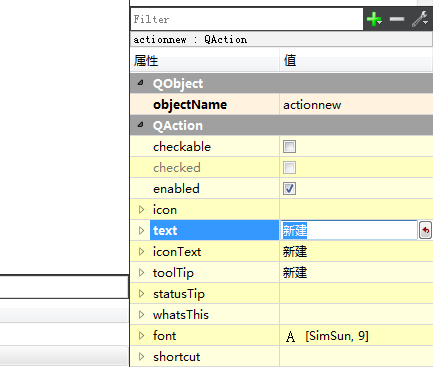 Filter
actionnew : QAction
属性 值
QObject
objectName actionnew
QAction
checkable
checked
enabled
icon
text 新建
iconText 新建
toolTip 新建
statusTip
whatsThis
font A [SimSun, 9]
shortcut